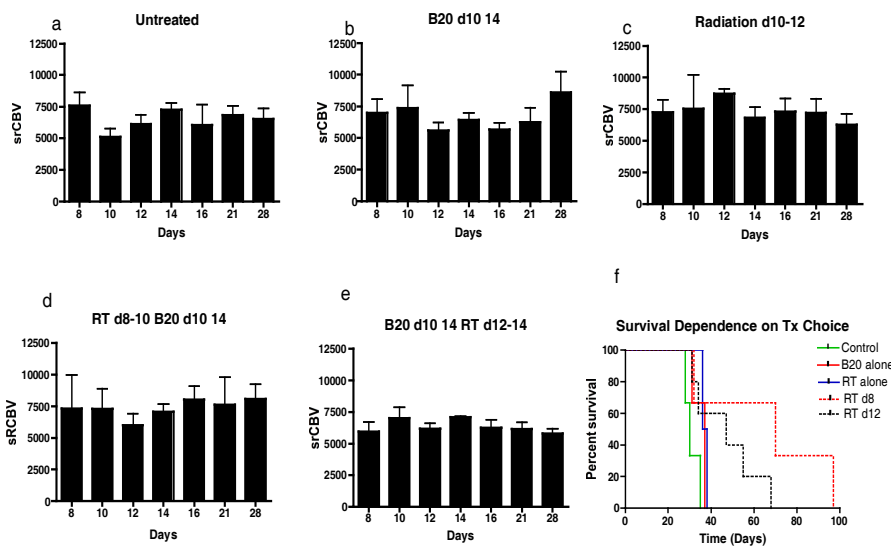 a
Untreated
12500
10000
7500
5000
2500
0
srCBV
8 10 12 14 16 21 28
Days
b
B20 d10 14
12500
10000
7500
5000
2500
0
srCBV
8 10 12 14 16 21 28
Days
c
Radiation d10-12
12500
10000
7500
5000
2500
0
srCBV
8 10 12 14 16 21 28
Days
d
RT d8-10 B20 d10 14
12500
10000
7500
5000
2500
0
sRCBV
8 10 12 14 16 21 28
Days
e
B20 d10 14 RT d12-14
12500
10000
7500
5000
2500
0
srCBV
8 10 12 14 16 21 28
Days
f
Survival Dependence on Tx Choice
100
80
60
40
20
0
Percent survival
0 20 40 60 80 100
Time (Days)
Control
B20 alone
RT alone
RT d8
RT d12